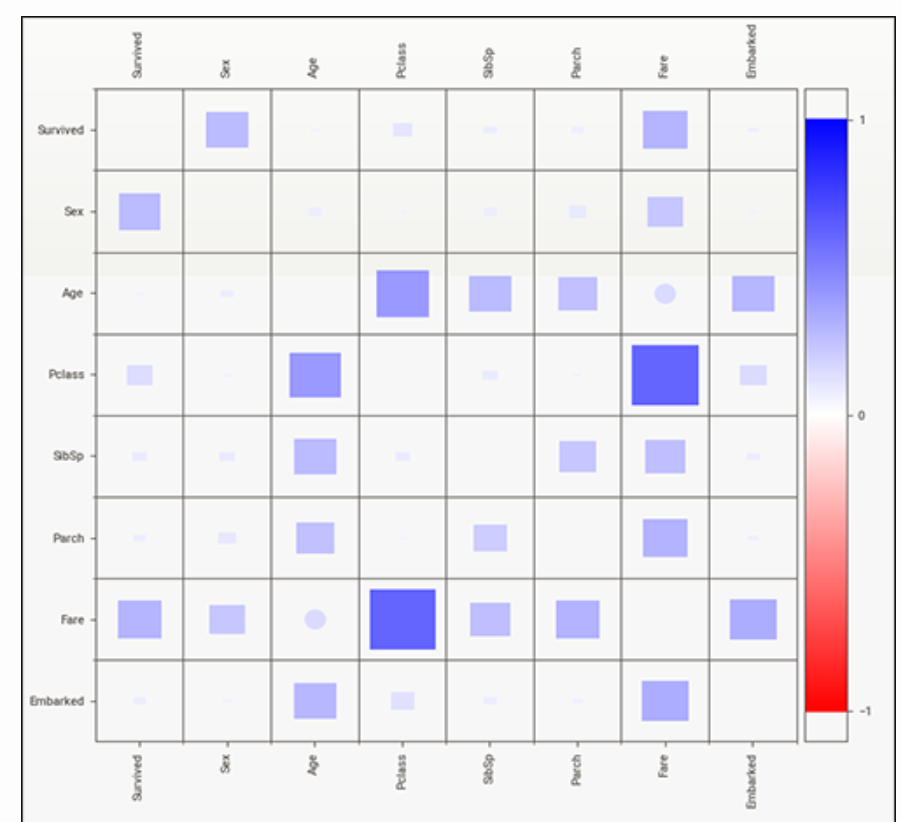 Survived Sex Age Pclass SibSp Parch Fare Embarked
Survived
1
Sex
Age
Pclass
0
SibSp
Parch
Fare
Embarked
−1
Survived Sex Age Pclass SibSp Parch Fare Embarked